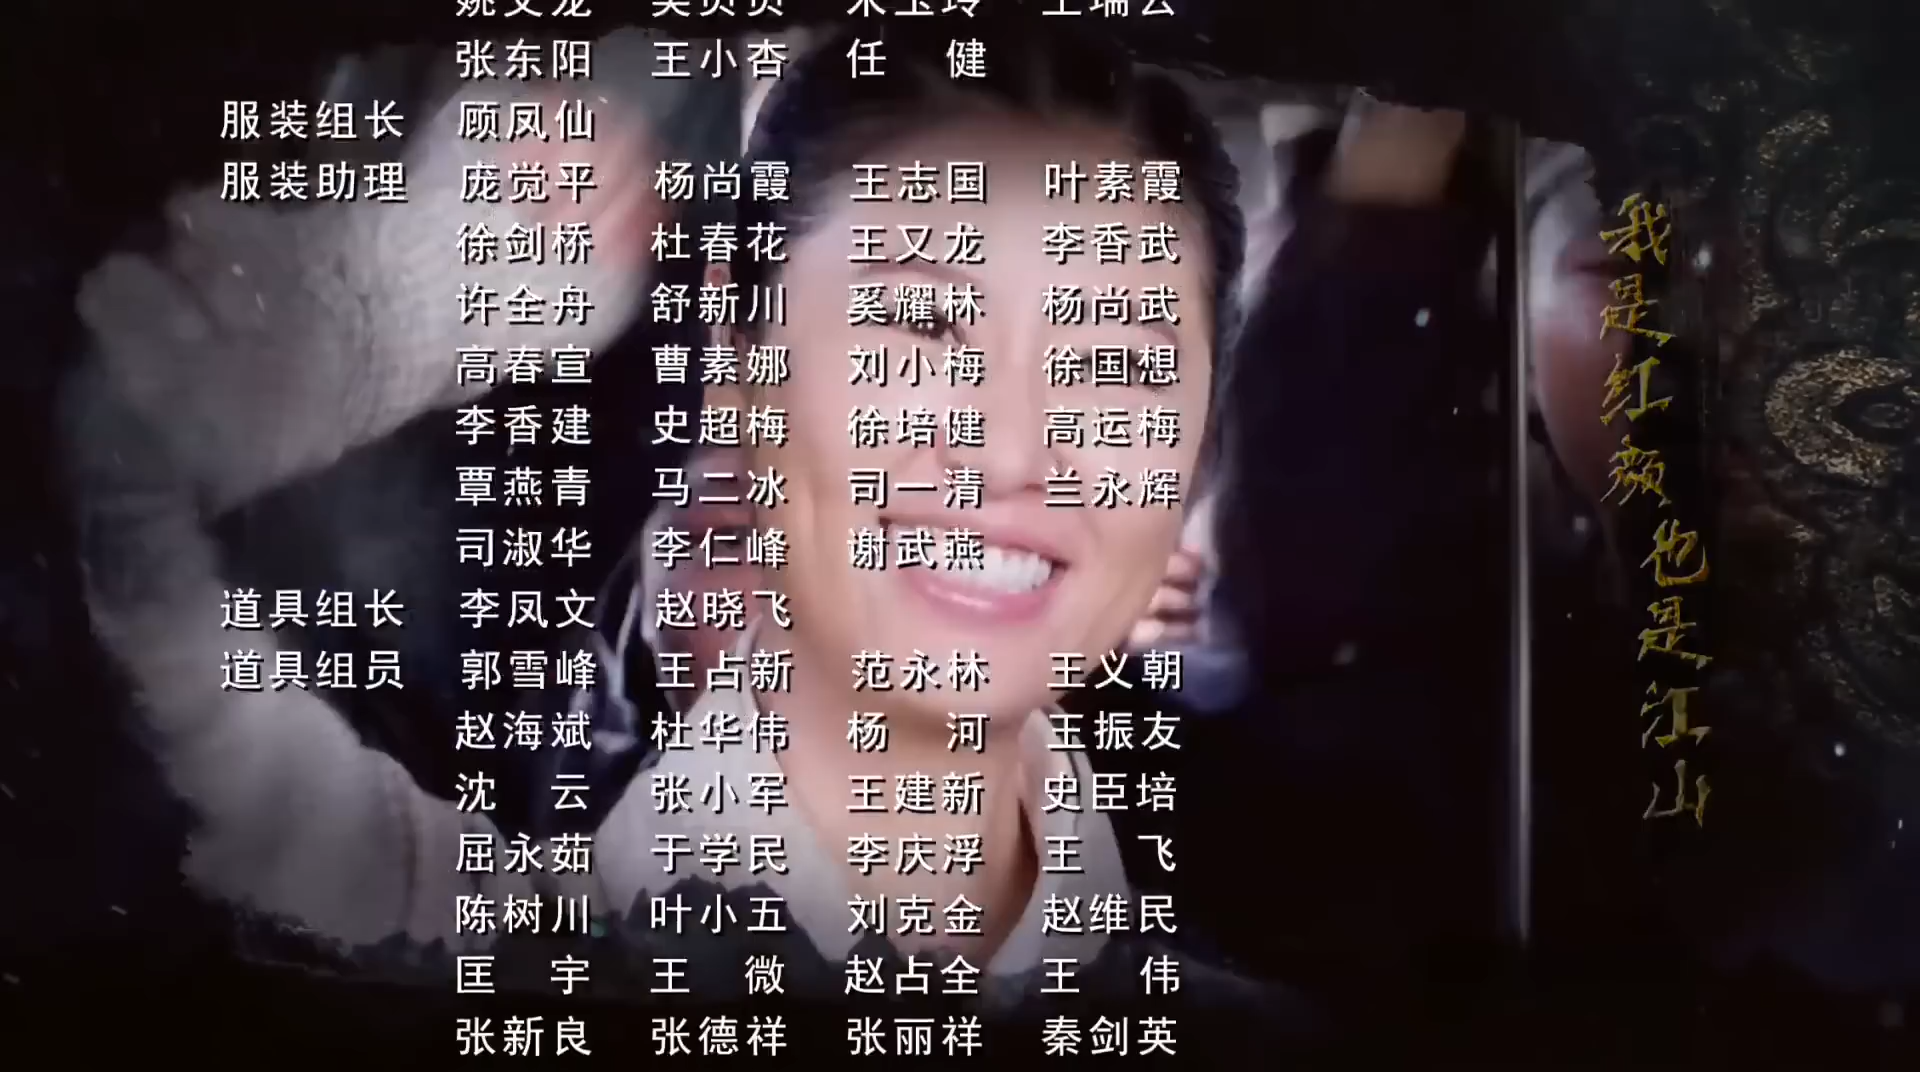 张东阳 王小杏 任 健
服装组长 顾凤仙
服装助理 庞觉平 杨尚霞 王志国 叶素霞
徐剑桥 杜春花 王又龙 李香武
许全舟 舒新川 奚耀林 杨尚武
高春宣 曹素娜 刘小梅 徐国想
李香建 史超梅 徐培健 高运梅
覃燕青 马二冰 司一清 兰永辉
司淑华 李仁峰 谢武燕
道具组长 李凤文 赵晓飞
道具组员 郭雪峰 王占新 范永林 王义朝
赵海斌 杜华伟 杨 河 王振友
沈 云 张小军 王建新 史臣培
屈永茹 于学民 李庆浮 王 飞
陈树川 叶小五 刘克金 赵维民
匡 宇 王 微 赵占全 王 伟
张新良 张德祥 张丽祥 秦剑英
我是红颜也是江山